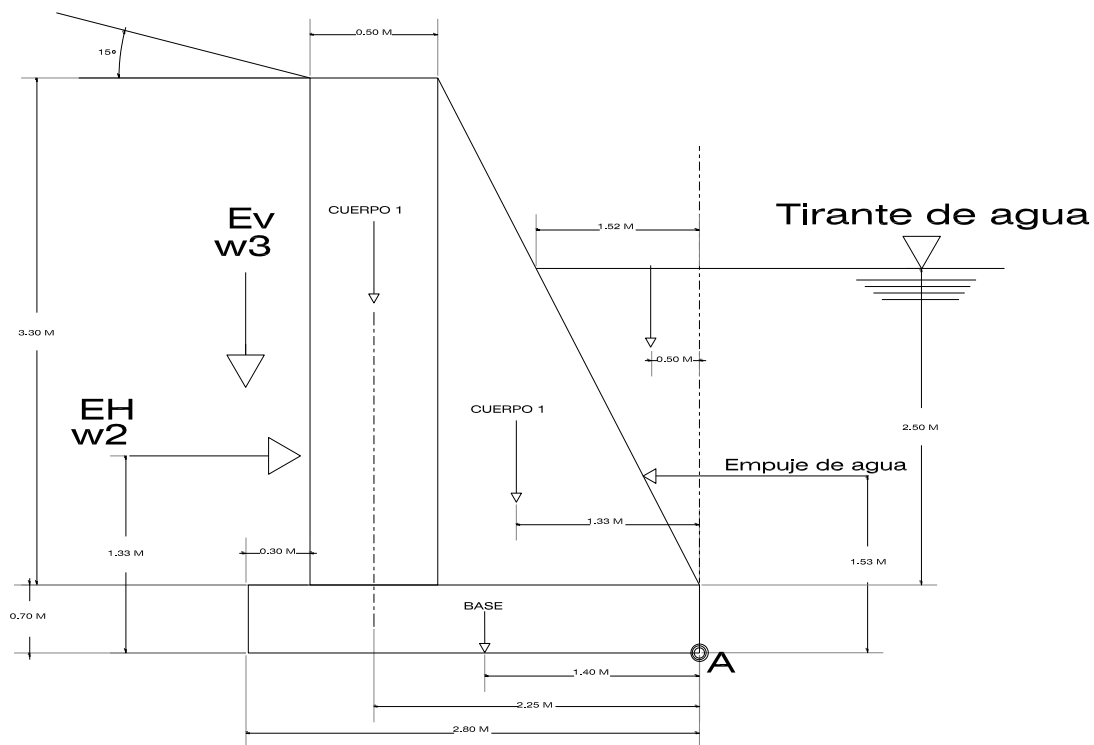 0.50 M
15°
Ev
w3
CUERPO 1
Tirante de agua
1.52 M
3.30 M
0.50 M
EH
w2
CUERPO 1
2.50 M
Empuje de agua
1.33 M
1.33 M
0.30 M
1.53 M
0.70 M
BASE
A
1.40 M
2.25 M
2.80 M